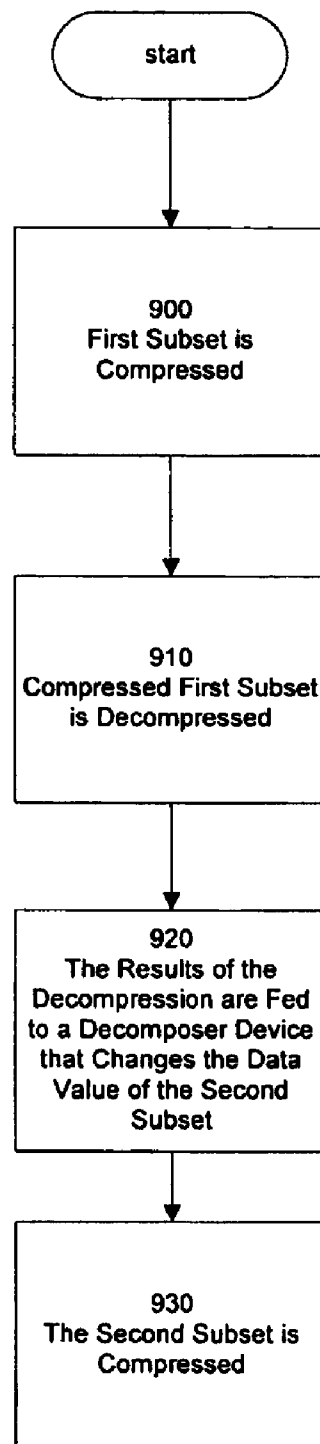 start
900
First Subset is
Compressed
910
Compressed First Subset
is Decompressed
920
The Results of the
Decompression are Fed
to a Decomposer Device
that Changes the Data
Value of the Second
Subset
930
The Second Subset is
Compressed